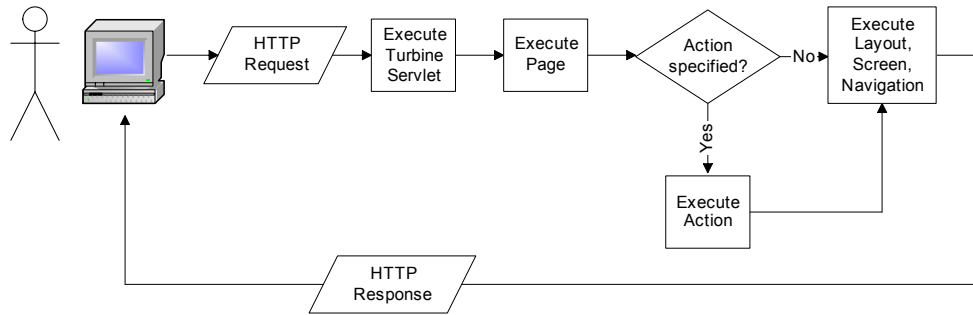 HTTP
Request
Execute
Turbine
Servlet
Execute
Page
Action
specified?
No
Execute
Layout,
Screen,
Navigation
Yes
Execute
Action
HTTP
Response